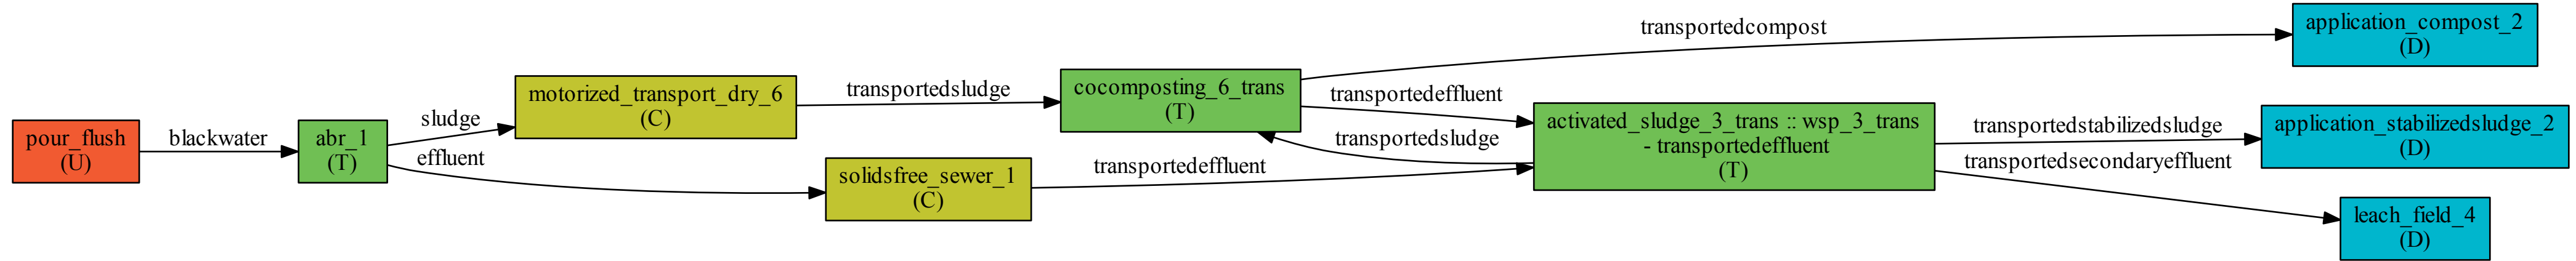 pour_flush
(U)
blackwater
abr_1
(T)
sludge
effluent
motorized_transport_dry_6
(C)
solidsfree_sewer_1
(C)
transportedsludge
transportedeffluent
cocomposting_6_trans
(T)
transportedcompost
transportedeffluent
transportedsludge
activated_sludge_3_trans :: wsp_3_trans
- transportedeffluent
(T)
transportedstabilizedsludge
transportedsecondaryeffluent
application_compost_2
(D)
application_stabilizedsludge_2
(D)
leach_field_4
(D)